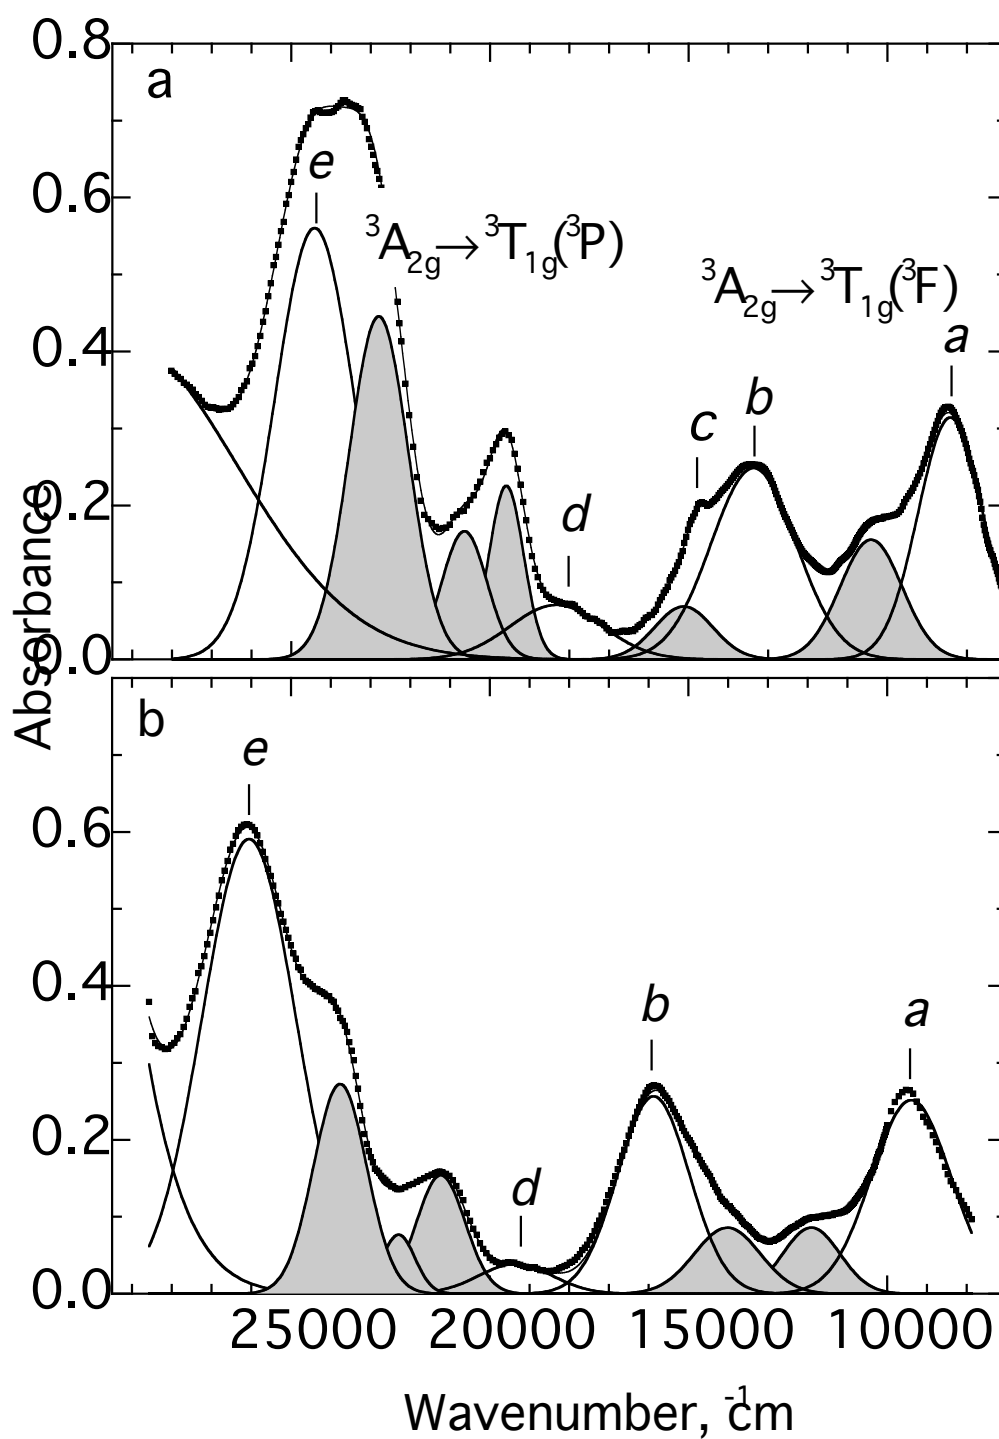 0.8
a
e
0.6
³A₂g→³T₁g(³P)
³A₂g→³T₁g(³F)
a
0.4
b
c
0.2
d
Absorbance
0.0
b
e
0.6
0.4
b
a
0.2
d
0.0
25000 20000 15000 10000
Wavenumber, cm⁻¹